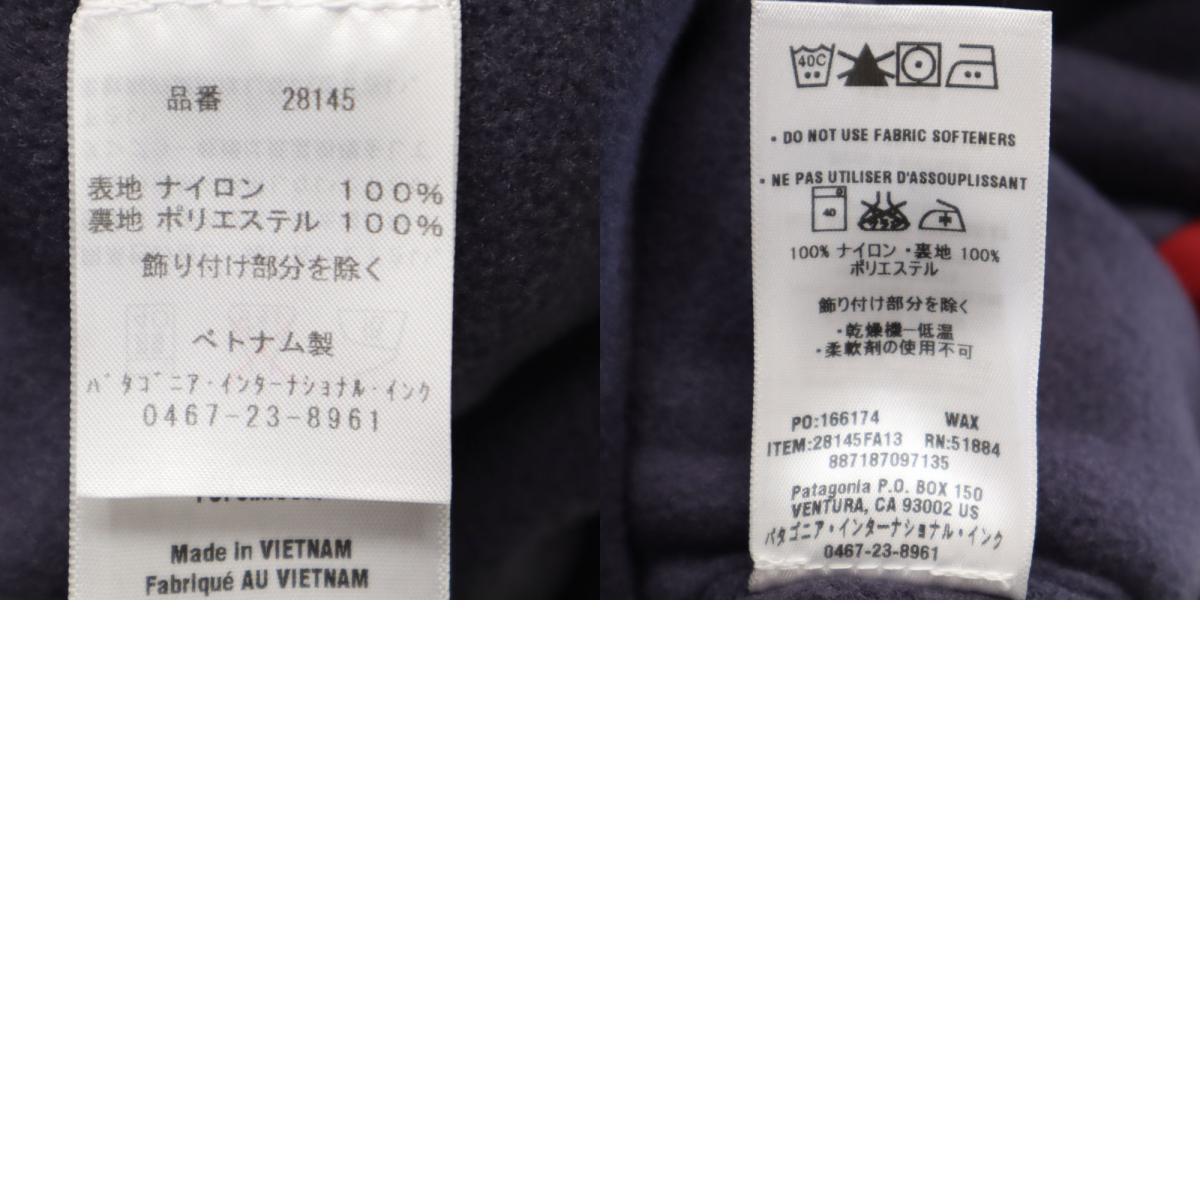 品番 28145
表地 ナイロン 100%
裏地 ポリエステル 100%
飾り付け部分を除く
ベトナム製
パタゴニア・インターナショナル・インク
0467-23-8961
Made in VIETNAM
Fabriqué AU VIETNAM
40C
• DO NOT USE FABRIC SOFTENERS
• NE PAS UTILISER D'ASSOUPLISSANT
40
100% ナイロン・裏地 100%
ポリエステル
飾り付け部分を除く
・乾燥機ー低温
・柔軟剤の使用不可
PO:166174 WAX
ITEM:28145FA13 RN:51884
887187097135
Patagonia P.O. BOX 150
VENTURA, CA 93002 US
パタゴニア・インターナショナル・インク
0467-23-8961